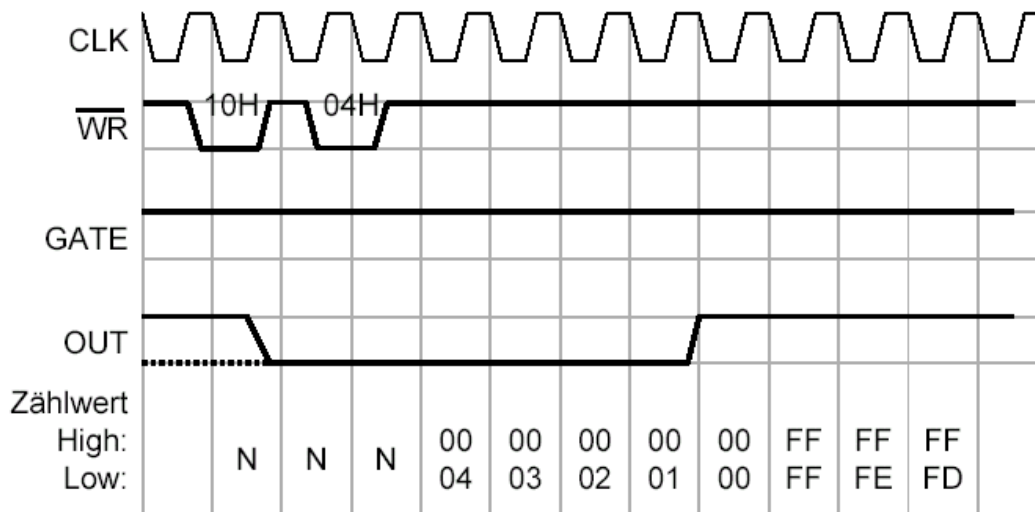 CLK
10H 04H
WR
GATE
OUT
Zählwert
High: 00 00 00 00 00 FF FF FF
N N N
Low: 04 03 02 01 00 FF FE FD